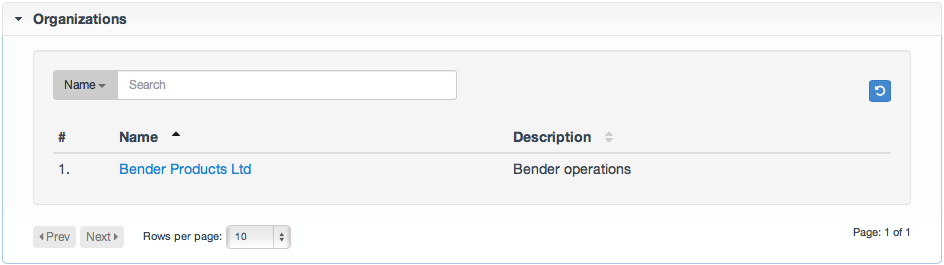 Organizations
Name Search
# Name Description
1. Bender Products Ltd Bender operations
Prev Next Rows per page: 10 Page: 1 of 1